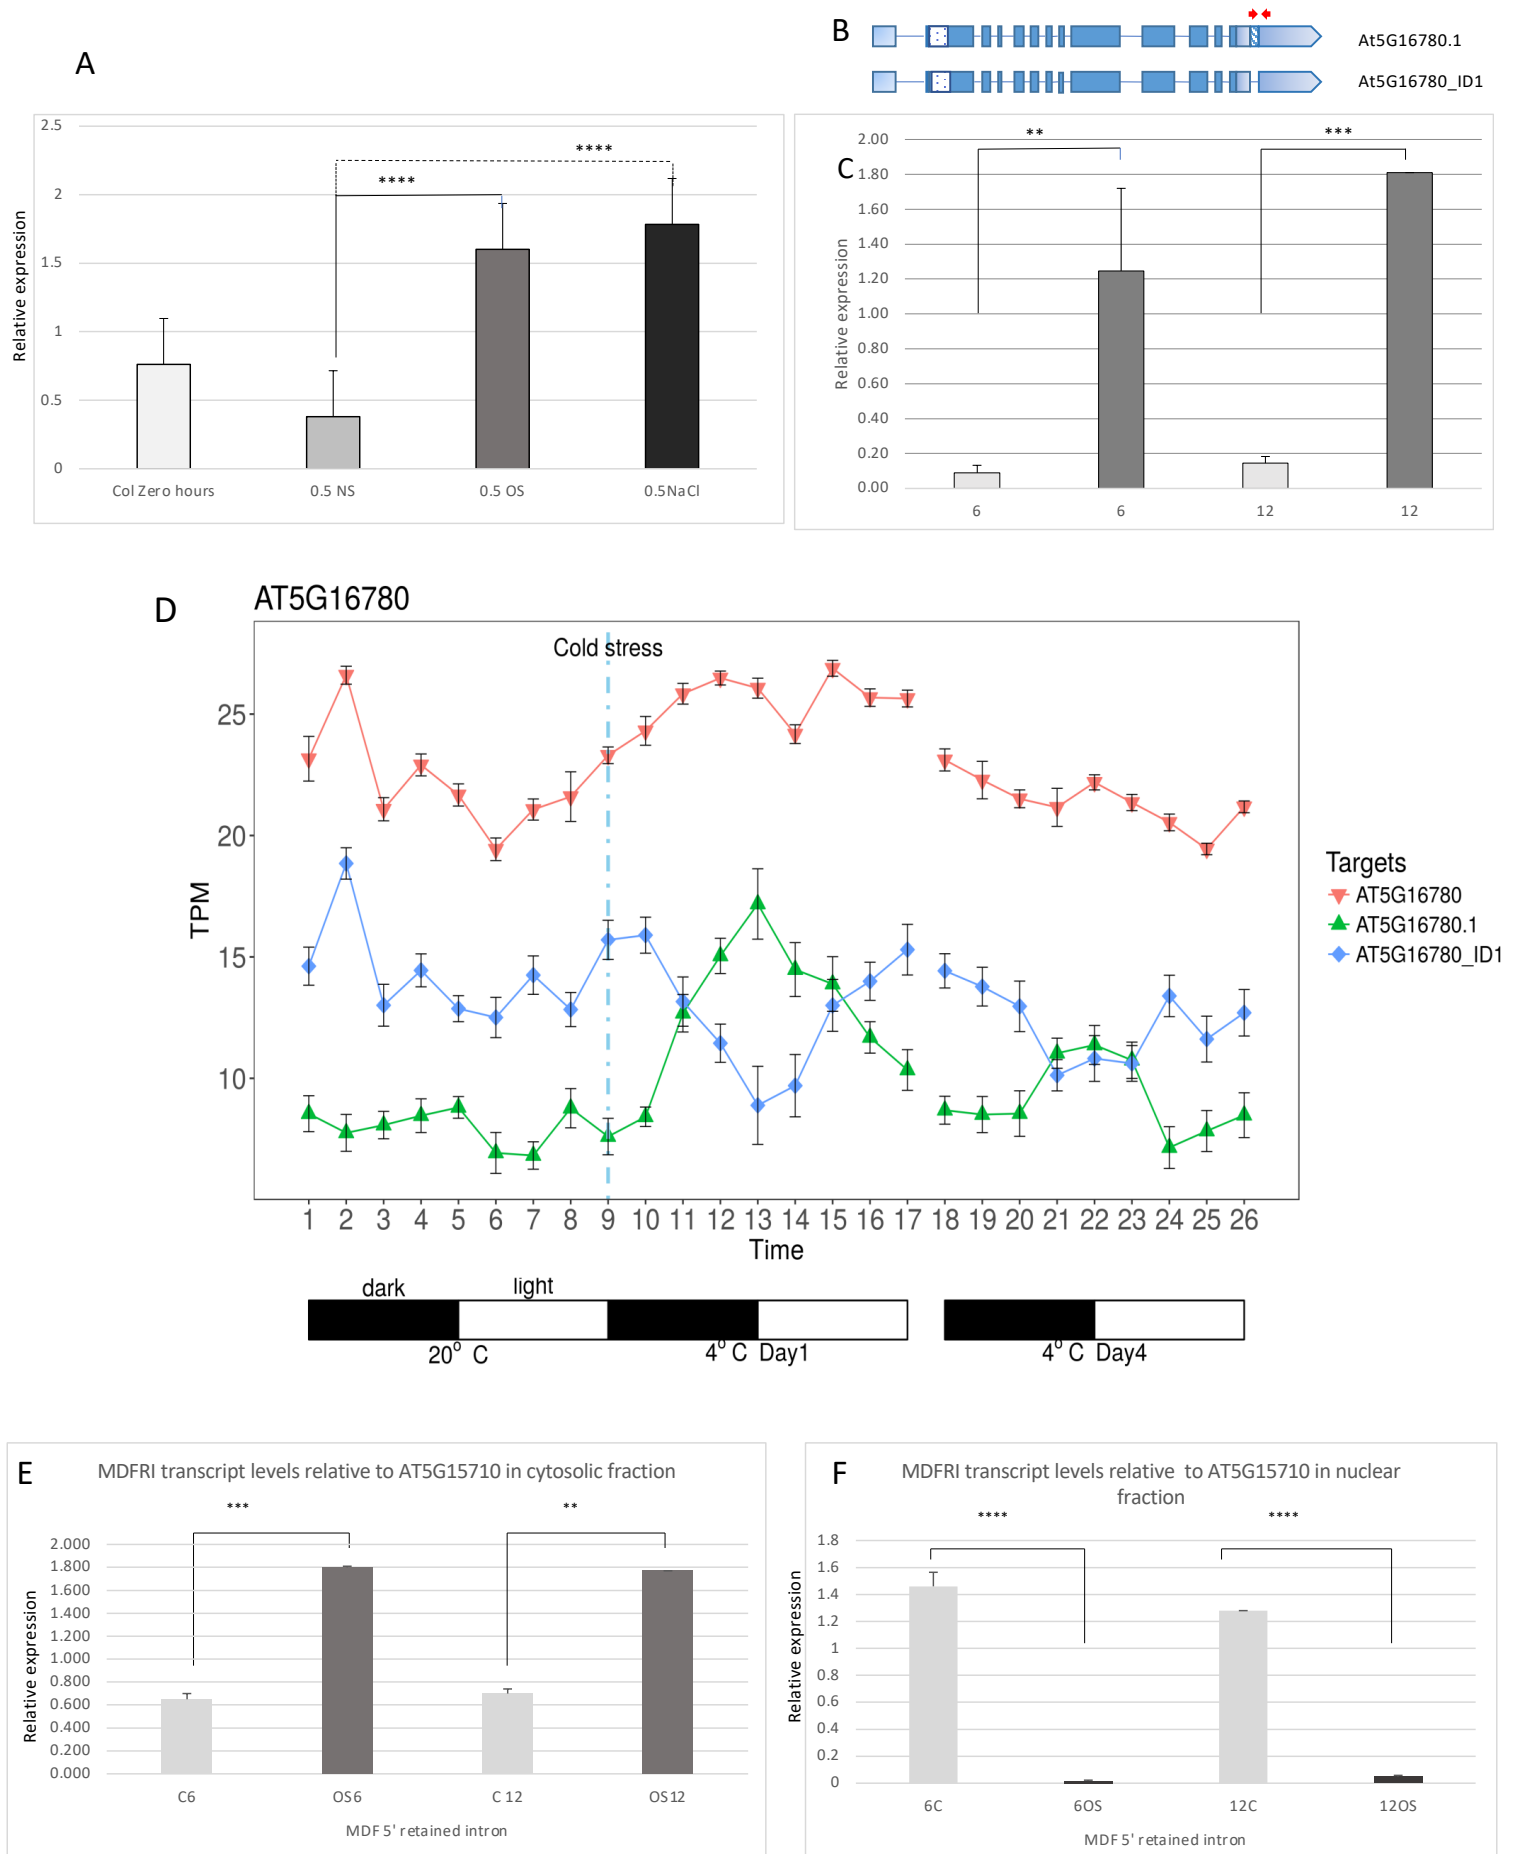 A
2.5
2
1.5
1
0.5
0
Relative expression
****
****
Col Zero hours
0.5 NS
0.5 OS
0.5NaCl
B
At5G16780.1
At5G16780_ID1
C
2.00
1.80
1.60
1.40
1.20
1.00
0.80
0.60
0.40
0.20
0.00
Relative expression
**
***
6
6
12
12
D
AT5G16780
Cold stress
25
20
15
10
TPM
1 2 3 4 5 6 7 8 9 10 11 12 13 14 15 16 17 18 19 20 21 22 23 24 25 26
Time
Targets
AT5G16780
AT5G16780.1
AT5G16780_ID1
dark
light
20° C
4° C Day1
4° C Day4
E
MDFRI transcript levels relative to AT5G15710 in cytosolic fraction
***
**
2.000
1.800
1.600
1.400
1.200
1.000
0.800
0.600
0.400
0.200
0.000
Relative expression
C6
OS6
C 12
OS12
MDF 5' retained intron
F
MDFRI transcript levels relative to AT5G15710 in nuclear
fraction
****
****
1.8
1.6
1.4
1.2
1
0.8
0.6
0.4
0.2
0
Relative expression
6C
6OS
12C
12OS
MDF 5' retained intron